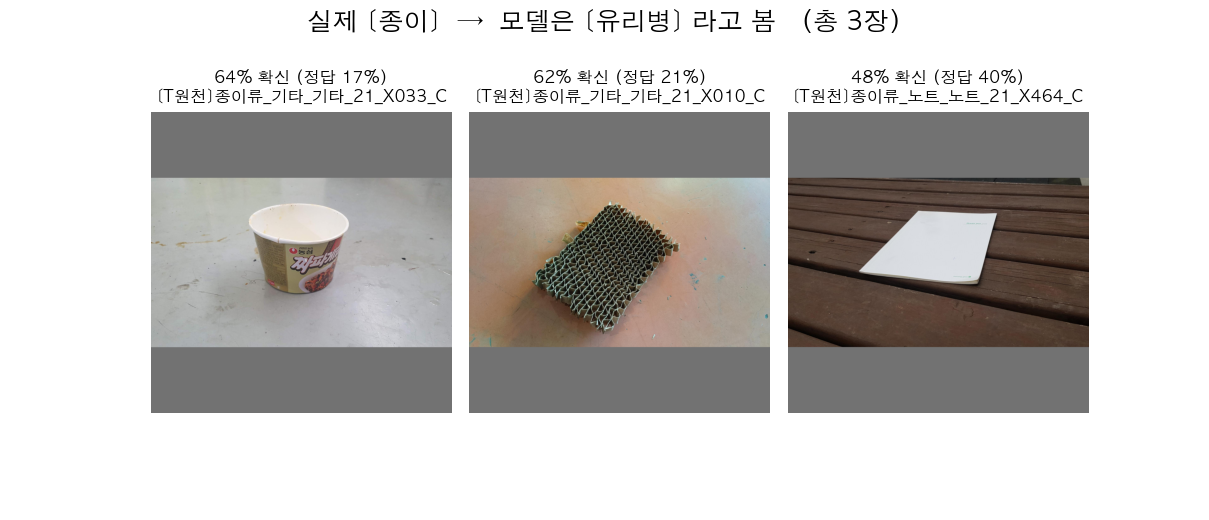 실제 [종이] → 모델은 [유리병] 라고 봄 (총 3장)
64% 확신 (정답 17%)
[T원천]종이류_기타_기타_21_X033_C
62% 확신 (정답 21%)
[T원천]종이류_기타_기타_21_X010_C
48% 확신 (정답 40%)
[T원천]종이류_노트_노트_21_X464_C
농심